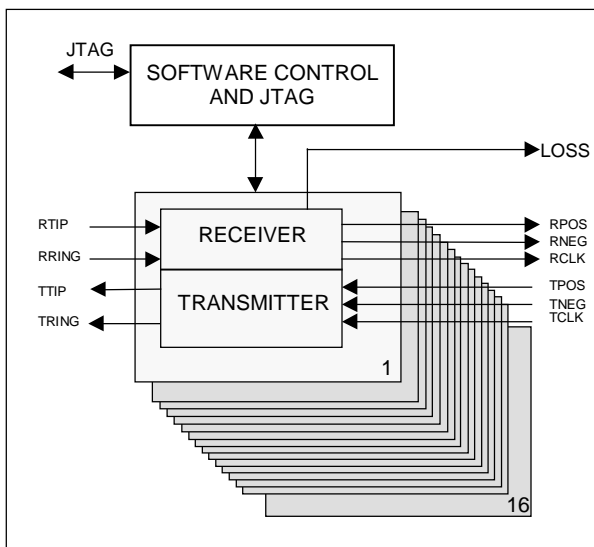 JTAG
SOFTWARE CONTROL
AND JTAG
LOSS
RTIP
RRING
TTIP
TRING
RECEIVER
TRANSMITTER
RPOS
RNEG
RCLK
TPOS
TNEG
TCLK
1
16